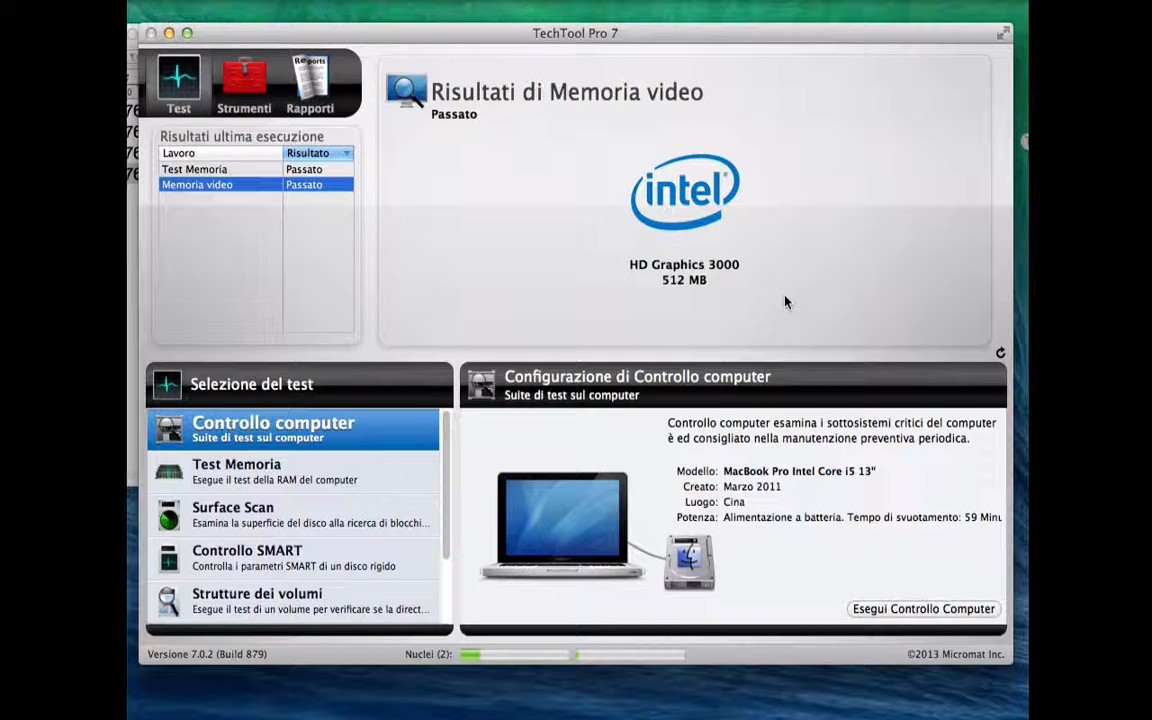 TechTool Pro 7
Reports
Test
Strumenti
Rapporti
Risultati di Memoria video
Passato
Risultati ultima esecuzione
Lavoro Risultato
Test Memoria Passato
Memoria video Passato
intel
HD Graphics 3000
512 MB
Selezione del test
Controllo computer
Suite di test sul computer
Test Memoria
Esegue il test della RAM del computer
Surface Scan
Esamina la superficie del disco alla ricerca di blocchi...
Controllo SMART
Controlla i parametri SMART di un disco rigido
Strutture dei volumi
Esegue il test di un volume per verificare se la direct...
Configurazione di Controllo computer
Suite di test sul computer
Controllo computer esamina i sottosistemi critici del computer
è ed consigliato nella manutenzione preventiva periodica.
Modello: MacBook Pro Intel Core i5 13"
Creato: Marzo 2011
Luogo: Cina
Potenza: Alimentazione a batteria. Tempo di svuotamento: 59 Minu
Esegui Controllo Computer
Versione 7.0.2 (Build 879)
Nuclei (2):
©2013 Micromat Inc.